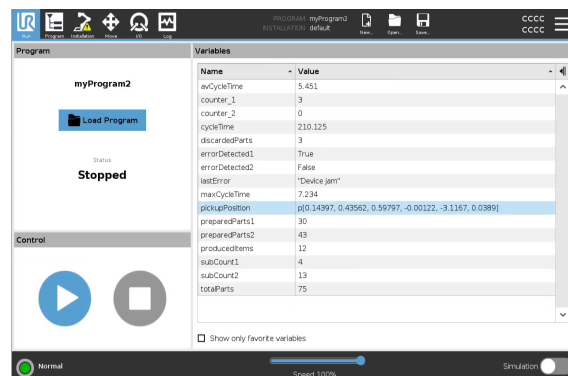 UR
PROGRAM myProgram2
INSTALLATION default
CCCC
CCCC
Run Program Installation Move I/O Log New... Open... Save...
Program
Variables
Name Value
myProgram2
Load Program
Status
Stopped
avCycleTime 5.451
counter_1 3
counter_2 0
cycleTime 210.125
discardedParts 3
errorDetected1 True
errorDetected2 False
lastError "Device jam"
maxCycleTime 7.234
pickupPosition p[0.14397, 0.43562, 0.59797, -0.00122, -3.1167, 0.0389]
preparedParts1 30
preparedParts2 43
producedItems 12
subCount1 4
subCount2 13
totalParts 75
Control
Show only favorite variables
Normal
Speed 100%
Simulation